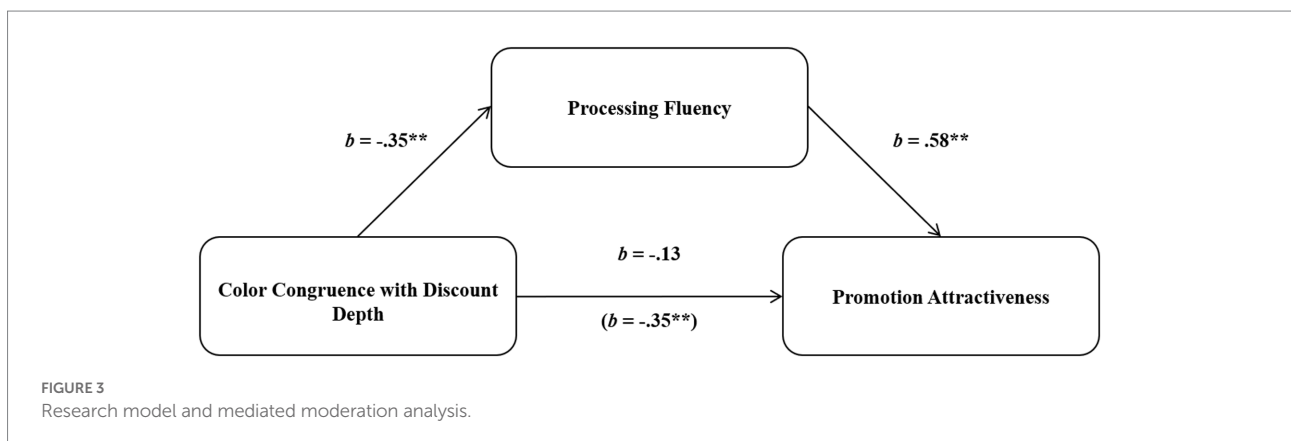 Processing Fluency
b = -.35**
b = .58**
b = -.13
Color Congruence with Discount
Depth
Promotion Attractiveness
(b = -.35**)
FIGURE 3
Research model and mediated moderation analysis.